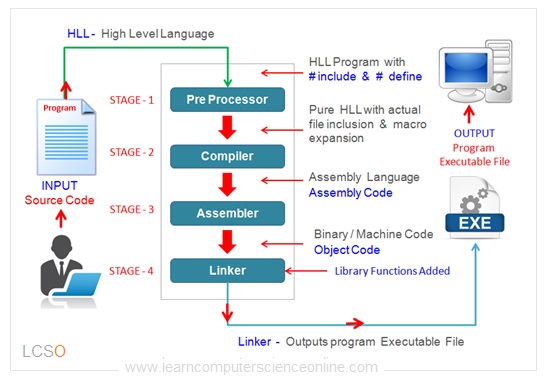 HLL - High Level Language
HLL Program with
# include & # define
Program
STAGE - 1
Pre Processor
Pure HLL with actual
file inclusion & macro
expansion
OUTPUT
Program
Executable File
STAGE - 2
Compiler
INPUT
Source Code
Assembly Language
Assembly Code
STAGE - 3
Assembler
EXE
Binary / Machine Code
Object Code
STAGE - 4
Linker
Library Functions Added
Linker - Outputs program Executable File
LCSO
www.learncomputerscienceonline.com